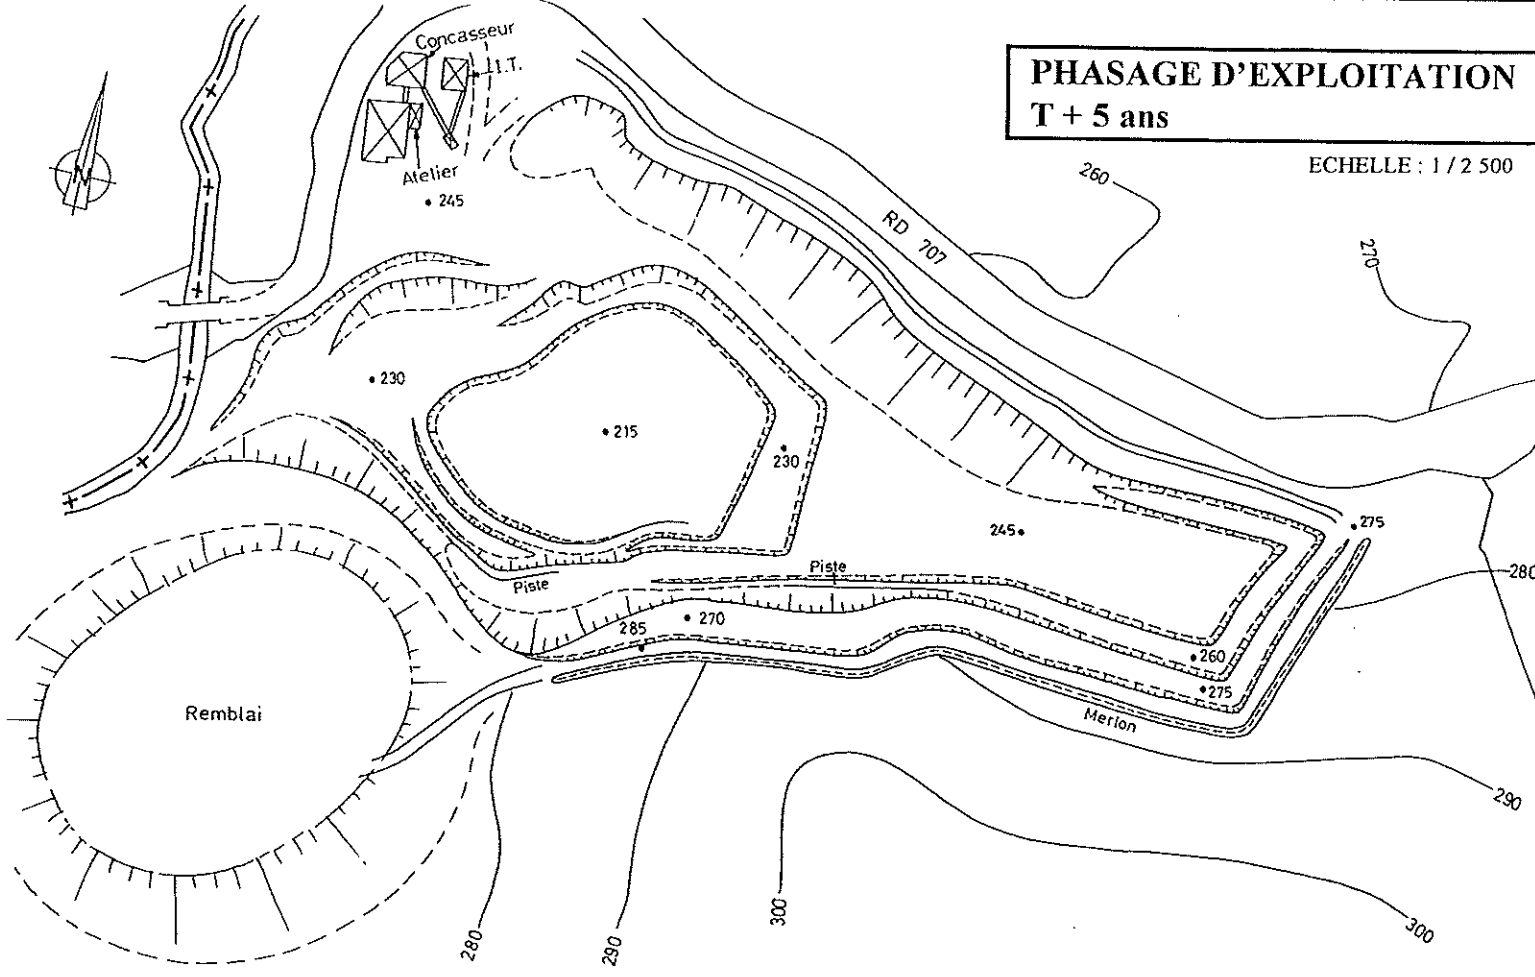 PHASAGE D'EXPLOITATION
T + 5 ans
ECHELLE : 1 / 2 500
Concasseur
I.T.
Atelier
245
N
260
RD 707
270
230
215
230
245
275
Piste
Piste
280
270
285
260
275
Remblai
Merlon
290
280
290
300
300